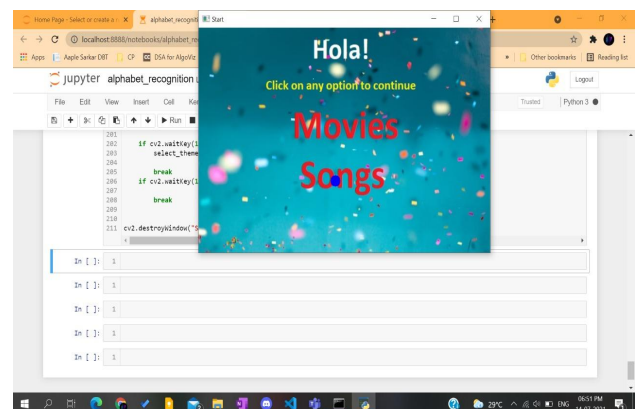 Home Page - Select or create a n
alphabet_recogniti
Start
localhost:8888/notebooks/alphabet_re
Apps
Aaple Sarkar DBT
CP
DSA for AlgoViz
Other bookmarks
Reading list
jupyter alphabet_recognition
Logout
File Edit View Insert Cell
Trusted
Python 3
Run
Hola!
Click on any option to continue
Movies
Songs
201
202 if cv2.waitKey(1
203 select_theme
204
205 break
206 if cv2.waitKey(1
207
208 break
209
210
211 cv2.destroyWindow("S
In [ ]: 1
In [ ]: 1
In [ ]: 1
In [ ]: 1
In [ ]: 1
29°C
ENG
06:51 PM
14-07-2021